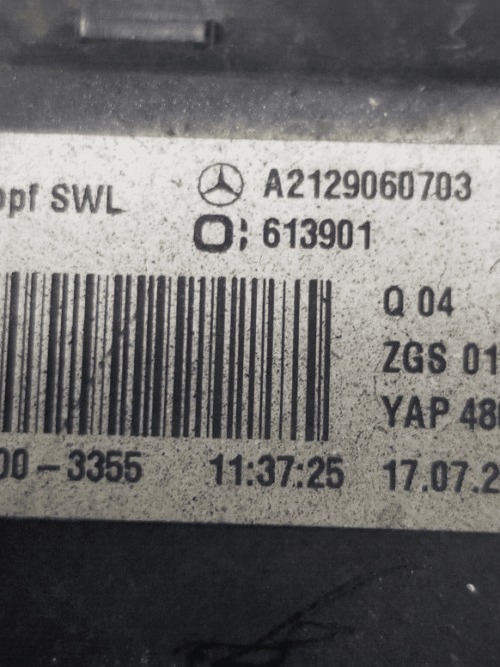 opf SWL A2129060703
: 613901
Q 04
ZGS 01
YAP 48
00-3355 11:37:25 17.07.2